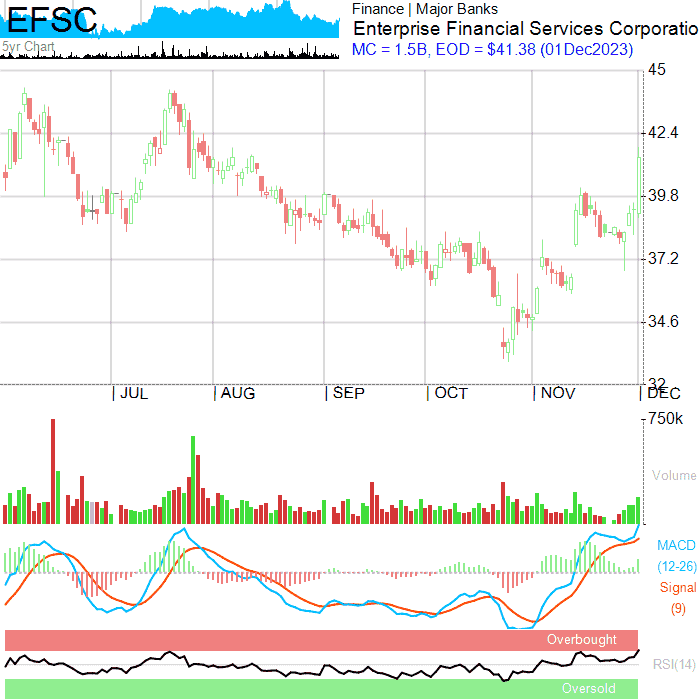 EFSC
5yr Chart
Finance | Major Banks
Enterprise Financial Services Corporatio
MC = 1.5B, EOD = $41.38 (01Dec2023)
45
42.4
39.8
37.2
34.6
32
JUL AUG SEP OCT NOV DEC
750k
Volume
MACD
(12-26)
Signal
(9)
Overbought
RSI(14)
Oversold